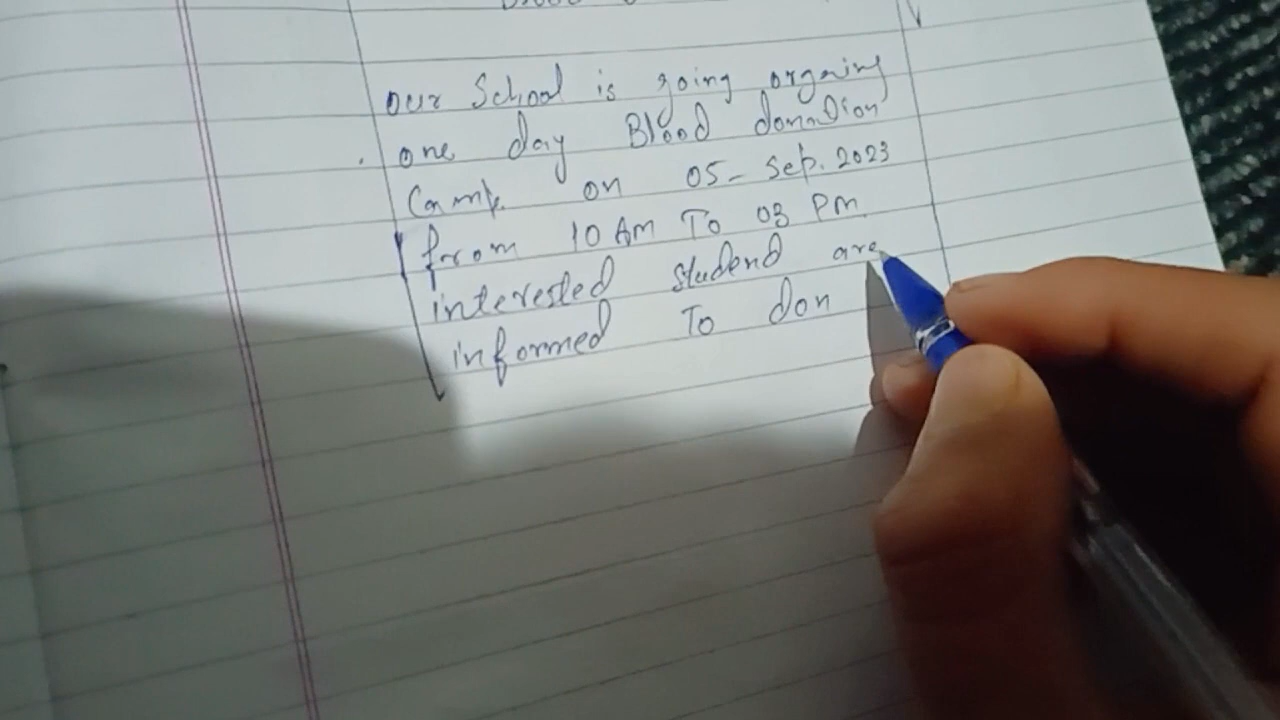 our School is going orgaing
one day Blood donation
Camp on 05- Sep. 2023
from 10 AM To 03 PM
interested student are
informed To don